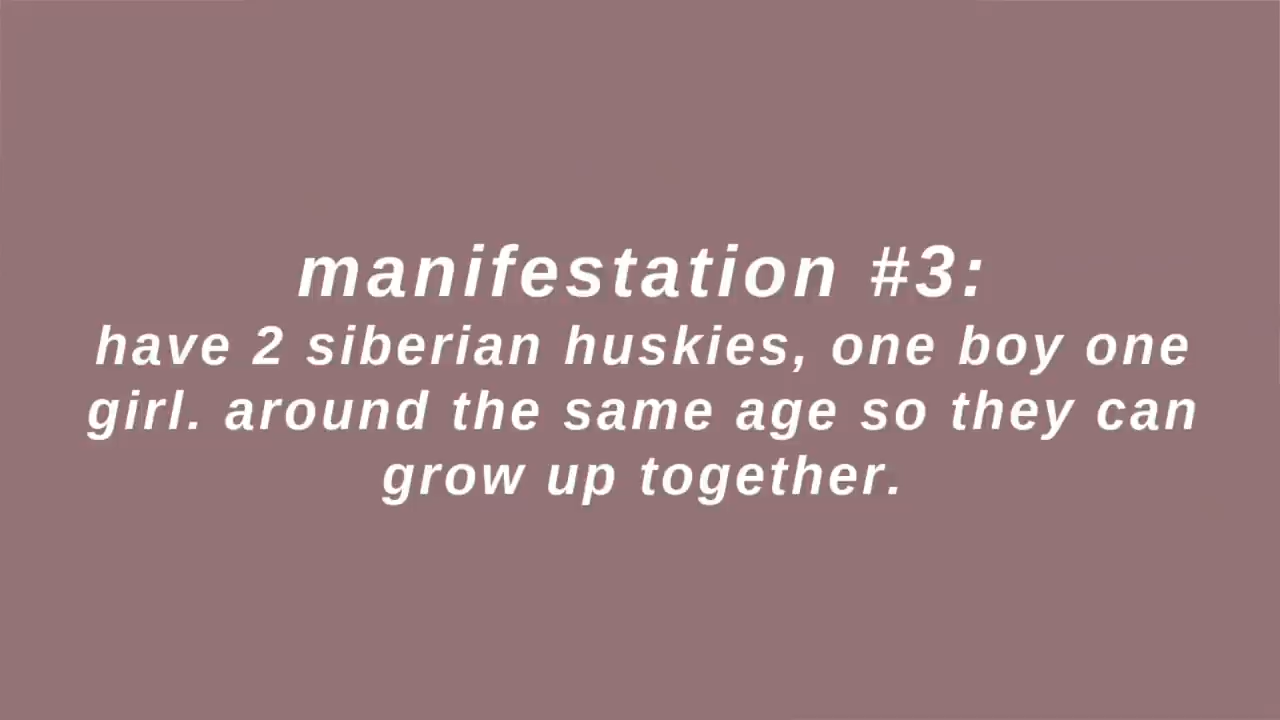 manifestation #3:
have 2 siberian huskies, one boy one
girl. around the same age so they can
grow up together.